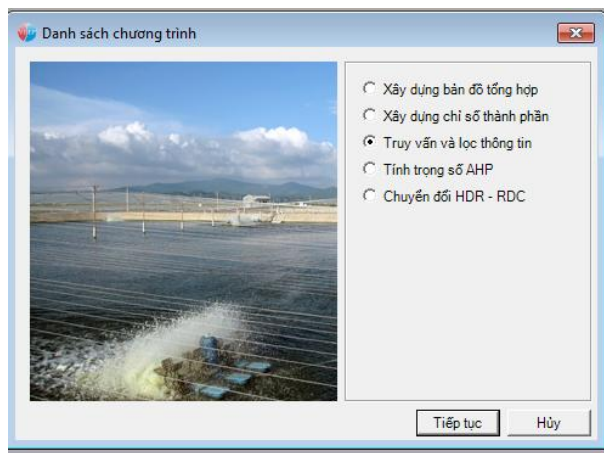 Danh sách chương trình
Xây dựng bản đồ tổng hợp
Xây dựng chỉ số thành phần
Truy vấn và lọc thông tin
Tính trọng số AHP
Chuyển đổi HDR - RDC
Tiếp tục
Hủy